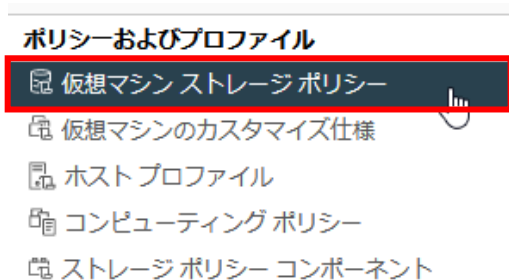 ポリシーおよびプロファイル
仮想マシン ストレージ ポリシー
仮想マシンのカスタマイズ仕様
ホスト プロファイル
コンピューティング ポリシー
ストレージ ポリシー コンポーネント